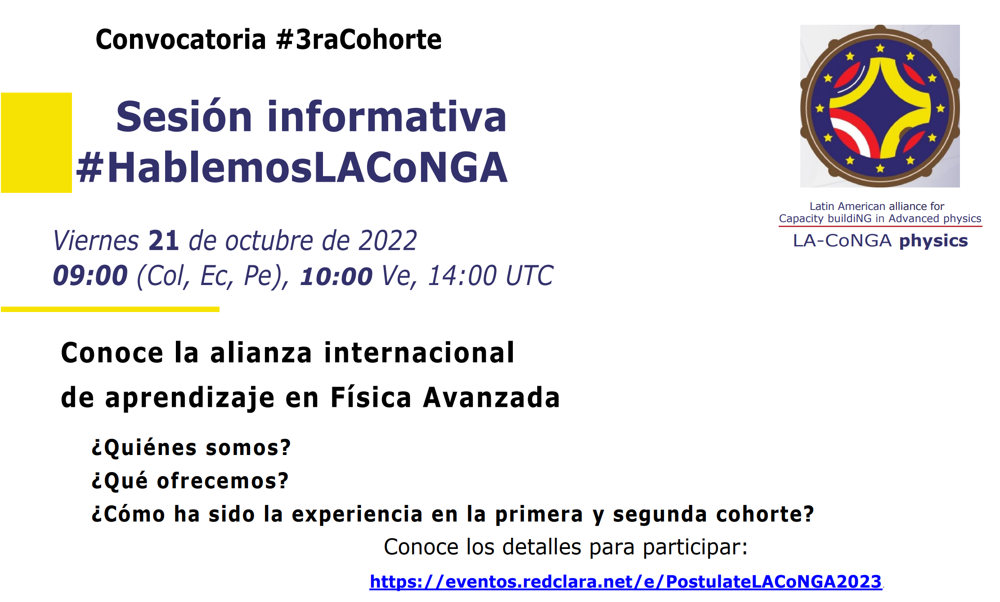 Convocatoria #3raCohorte
Sesión informativa
#HablemosLACoNGA
Latin American alliance for
Capacity buildiNG in Advanced physics
LA-CoNGA physics
Viernes 21 de octubre de 2022
09:00 (Col, Ec, Pe), 10:00 Ve, 14:00 UTC
Conoce la alianza internacional
de aprendizaje en Física Avanzada
¿Quiénes somos?
¿Qué ofrecemos?
¿Cómo ha sido la experiencia en la primera y segunda cohorte?
Conoce los detalles para participar:
https://eventos.redclara.net/e/PostulateLACoNGA2023.